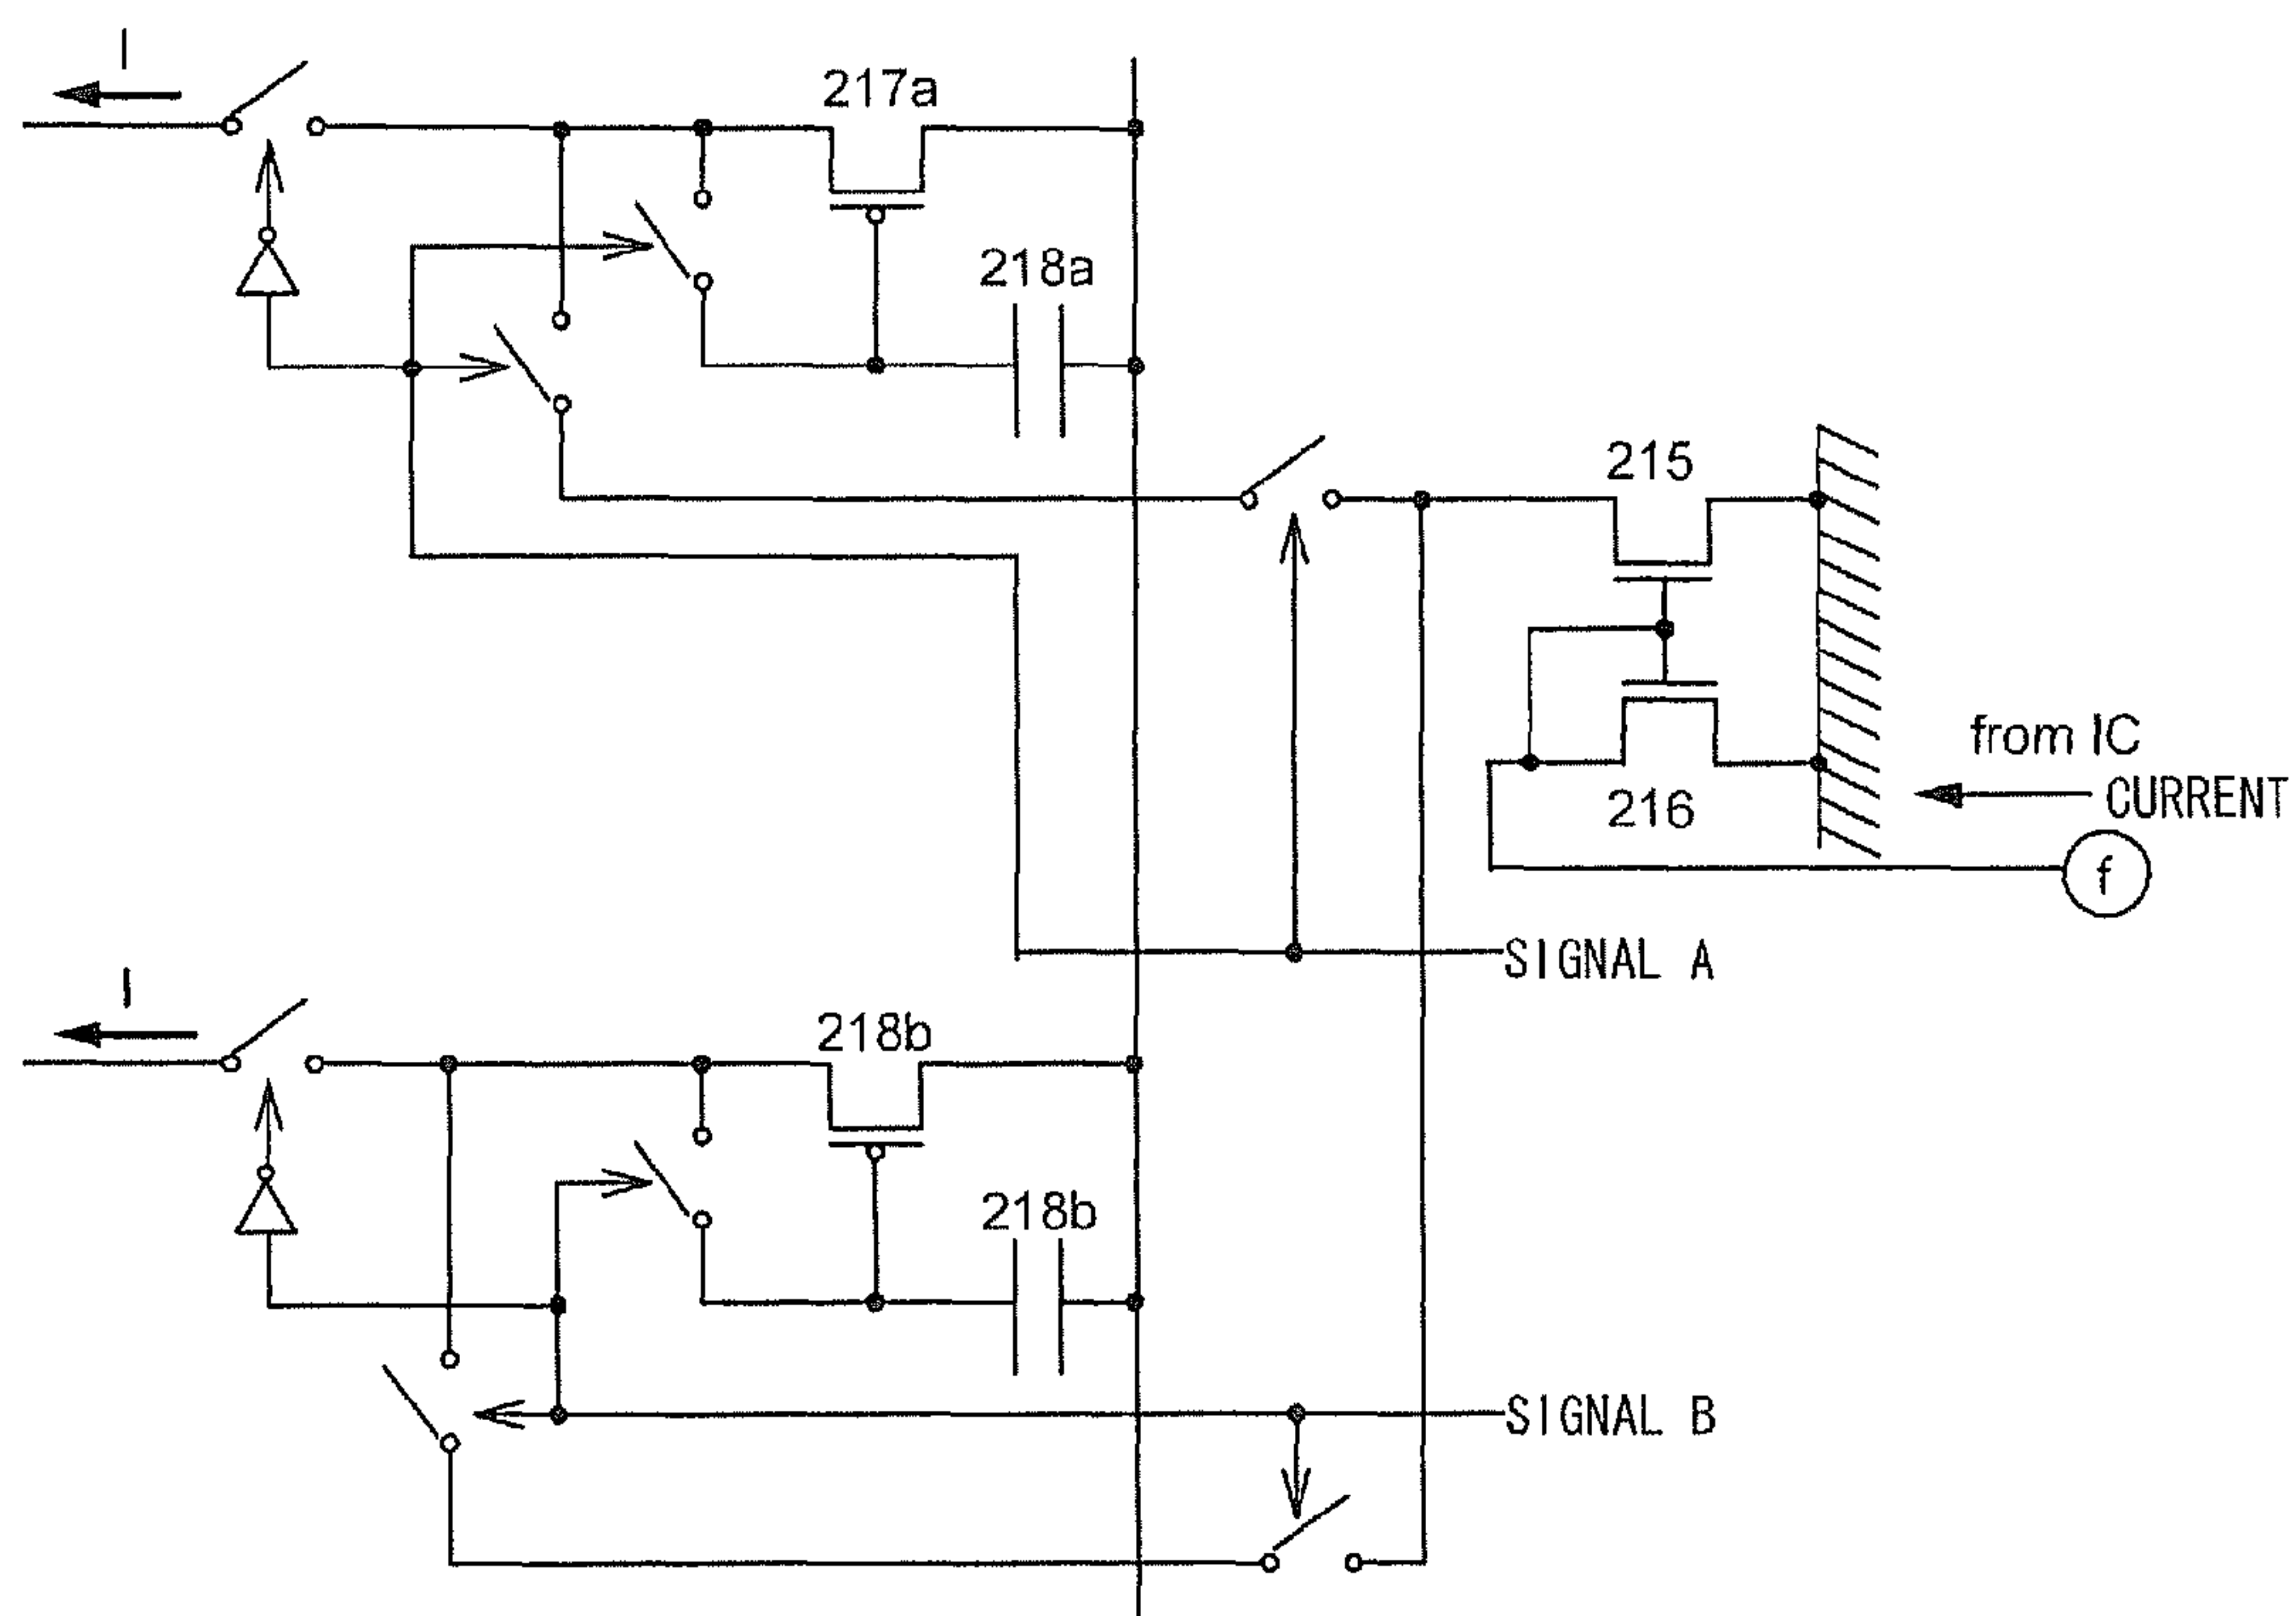 I
217a
218a
215
from IC
CURRENT
216
f
SIGNAL A
I
218b
218b
SIGNAL B